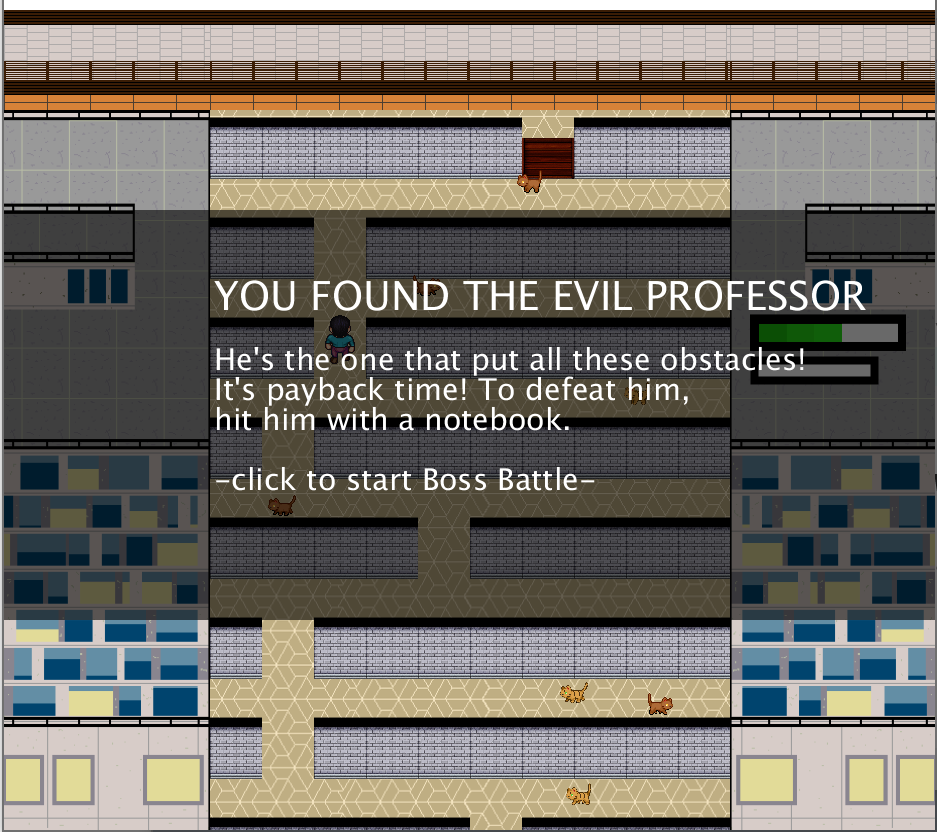 YOU FOUND THE EVIL PROFESSOR
He's the one that put all these obstacles!
It's payback time! To defeat him,
hit him with a notebook.
-click to start Boss Battle-